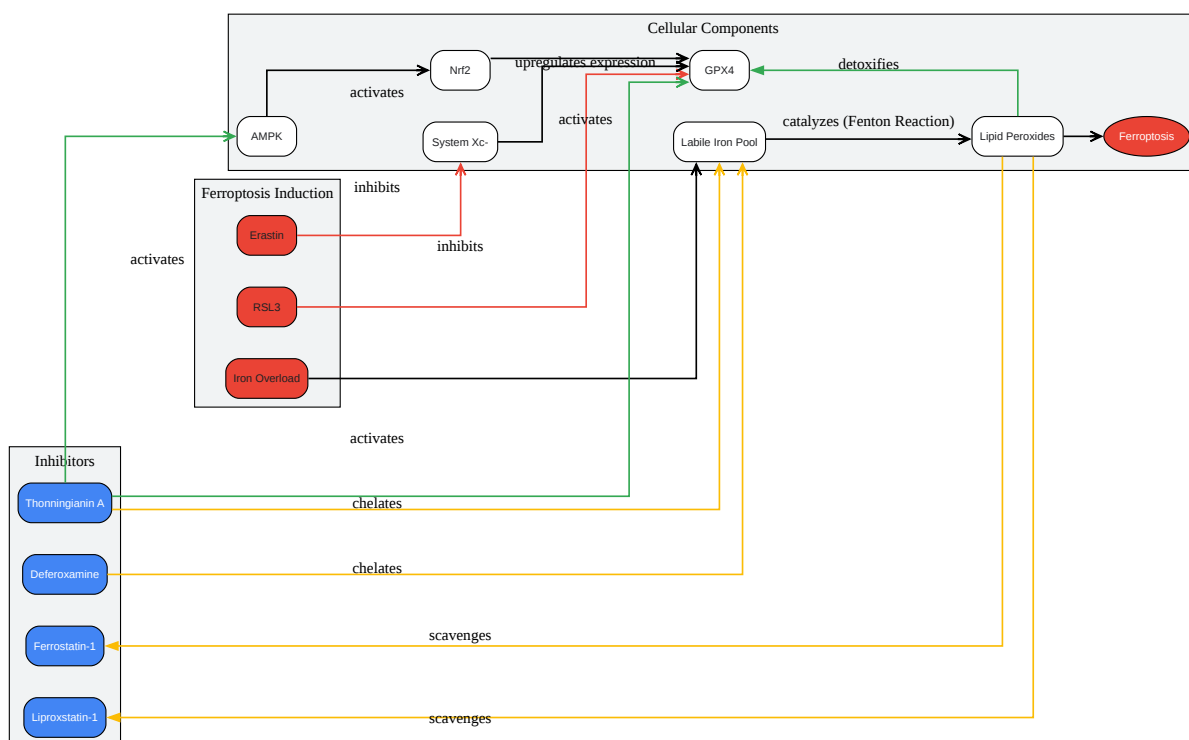 Cellular Components
Nrf2
upregulates expression
GPX4
detoxifies
activates
AMPK
System Xc-
activates
Labile Iron Pool
catalyzes (Fenton Reaction)
Lipid Peroxides
Ferroptosis
Ferroptosis Induction
inhibits
Erastin
inhibits
activates
RSL3
Iron Overload
activates
Inhibitors
Thonningianin A
chelates
Deferoxamine
chelates
Ferrostatin-1
scavenges
Liproxstatin-1
scavenges